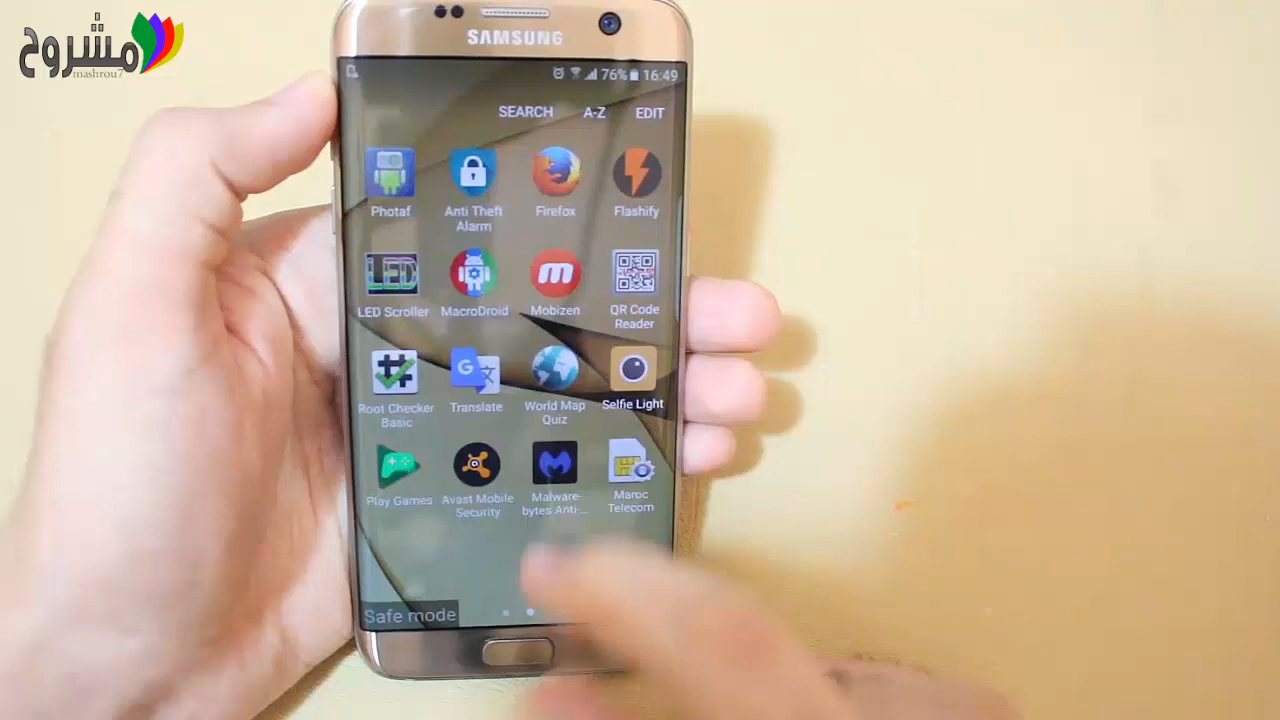 مشروح
mashrou7
SAMSUNG
76% 16:49
SEARCH A-Z EDIT
Photaf
Anti Theft
Alarm
Firefox
Flashify
LED
LED Scroller
MacroDroid
Mobizen
QR Code
Reader
Root Checker
Basic
G
Translate
World Map
Quiz
Selfie Light
Play Games
Avast Mobile
Security
Malware-
bytes Anti-...
Maroc
Telecom
Safe mode